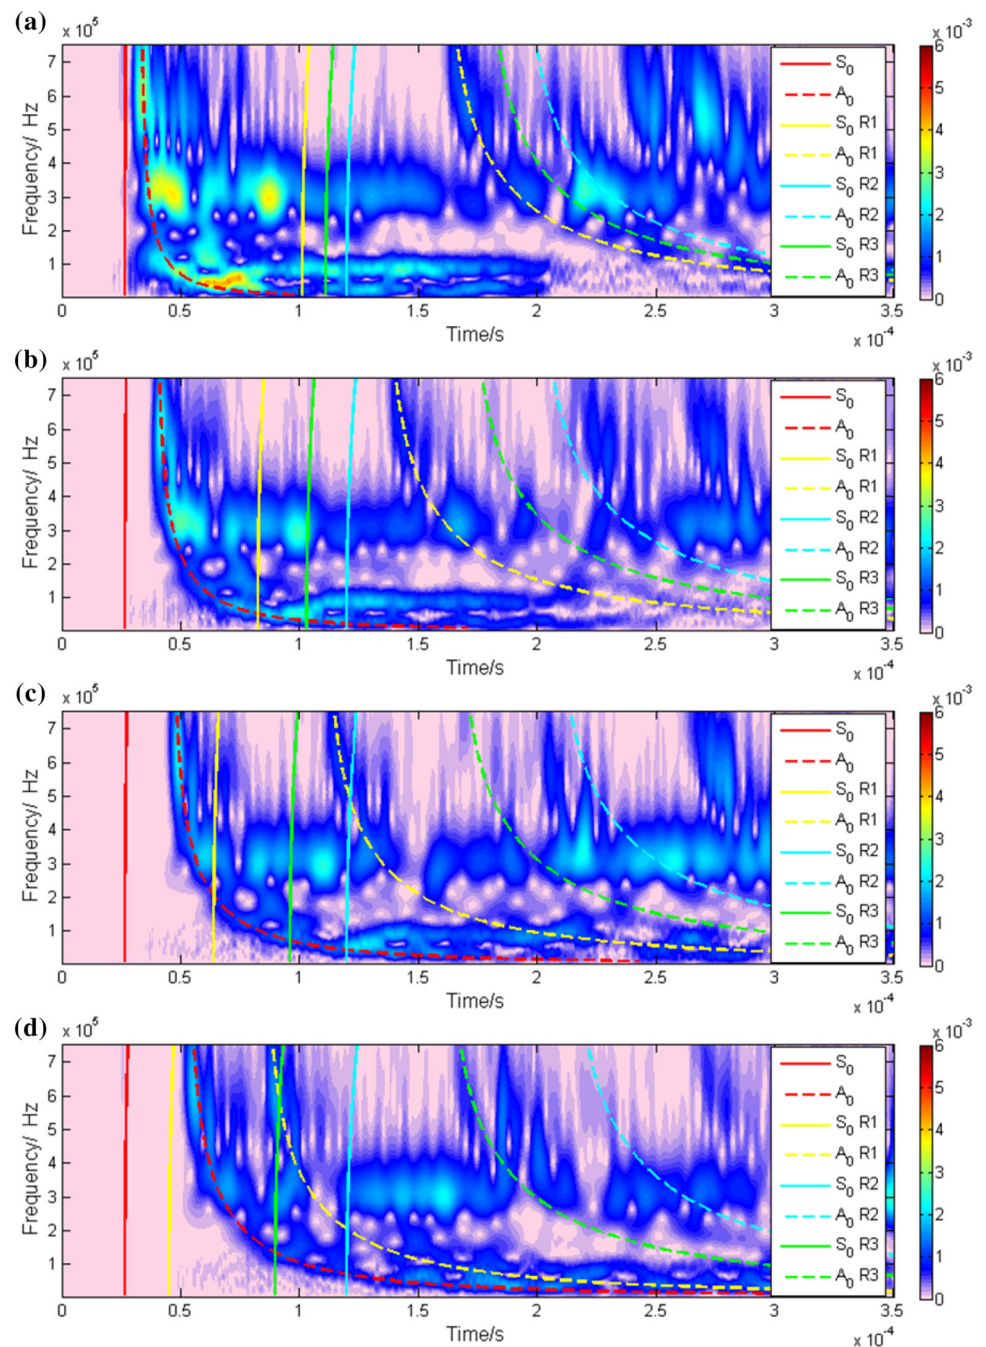 (a)
x 10⁵
x 10⁻³
7
6
5
4
3
2
1
Frequency/ Hz
0
0.5
1
1.5
2
2.5
3
3.5
Time/s
x 10⁻⁴
S₀
A₀
S₀ R1
A₀ R1
S₀ R2
A₀ R2
S₀ R3
A₀ R3
6
5
4
3
2
1
0
(b)
x 10⁵
x 10⁻³
7
6
5
4
3
2
1
Frequency/ Hz
0
0.5
1
1.5
2
2.5
3
3.5
Time/s
x 10⁻⁴
S₀
A₀
S₀ R1
A₀ R1
S₀ R2
A₀ R2
S₀ R3
A₀ R3
6
5
4
3
2
1
0
(c)
x 10⁵
x 10⁻³
7
6
5
4
3
2
1
Frequency/ Hz
0
0.5
1
1.5
2
2.5
3
3.5
Time/s
x 10⁻⁴
S₀
A₀
S₀ R1
A₀ R1
S₀ R2
A₀ R2
S₀ R3
A₀ R3
6
5
4
3
2
1
0
(d)
x 10⁵
x 10⁻³
7
6
5
4
3
2
1
Frequency/ Hz
0
0.5
1
1.5
2
2.5
3
3.5
Time/s
x 10⁻⁴
S₀
A₀
S₀ R1
A₀ R1
S₀ R2
A₀ R2
S₀ R3
A₀ R3
6
5
4
3
2
1
0